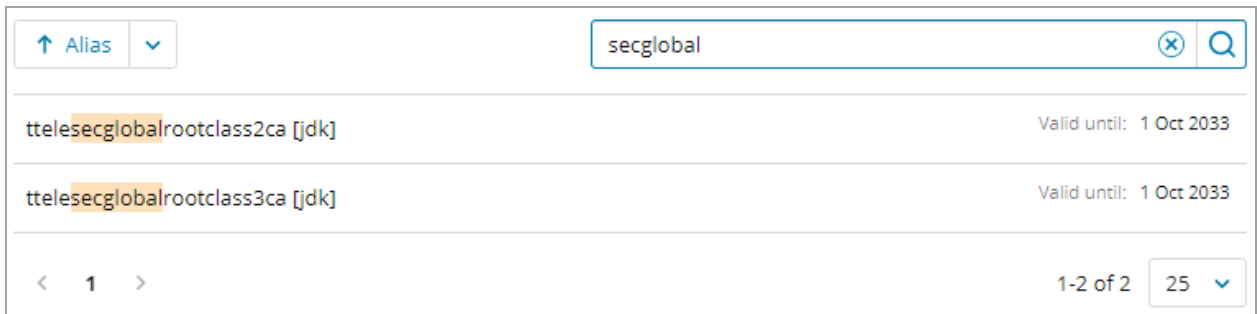 Alias
secglobal
ttelesecglobalrootclass2ca [jdk] Valid until: 1 Oct 2033
ttelesecglobalrootclass3ca [jdk] Valid until: 1 Oct 2033
1 1-2 of 2 25